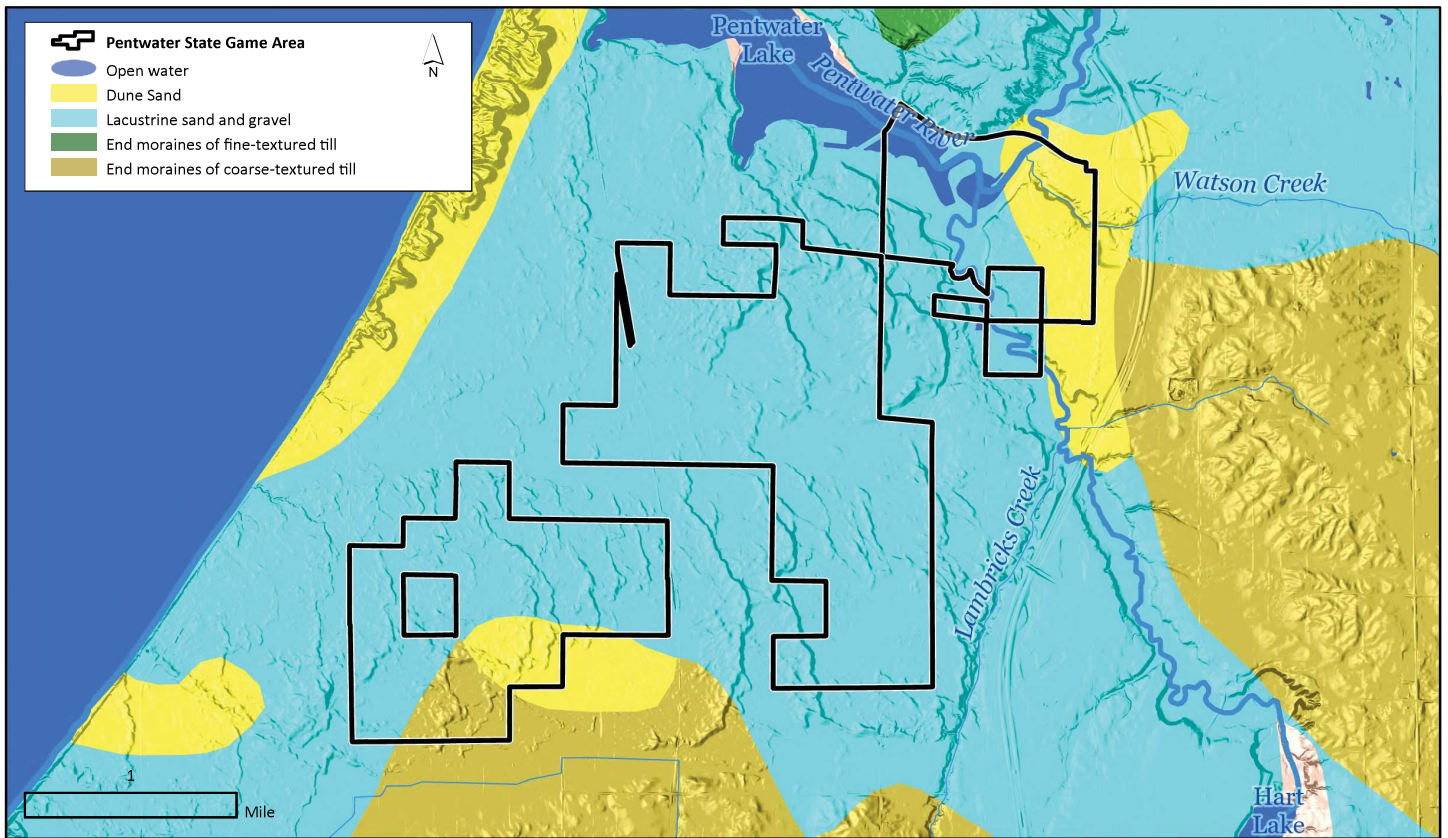 Pentwater State Game Area
Open water
Dune Sand
Lacustrine sand and gravel
End moraines of fine-textured till
End moraines of coarse-textured till
N
Pentwater
Lake
Pentwater River
Watson Creek
Lambricks Creek
Hart
Lake
1
Mile